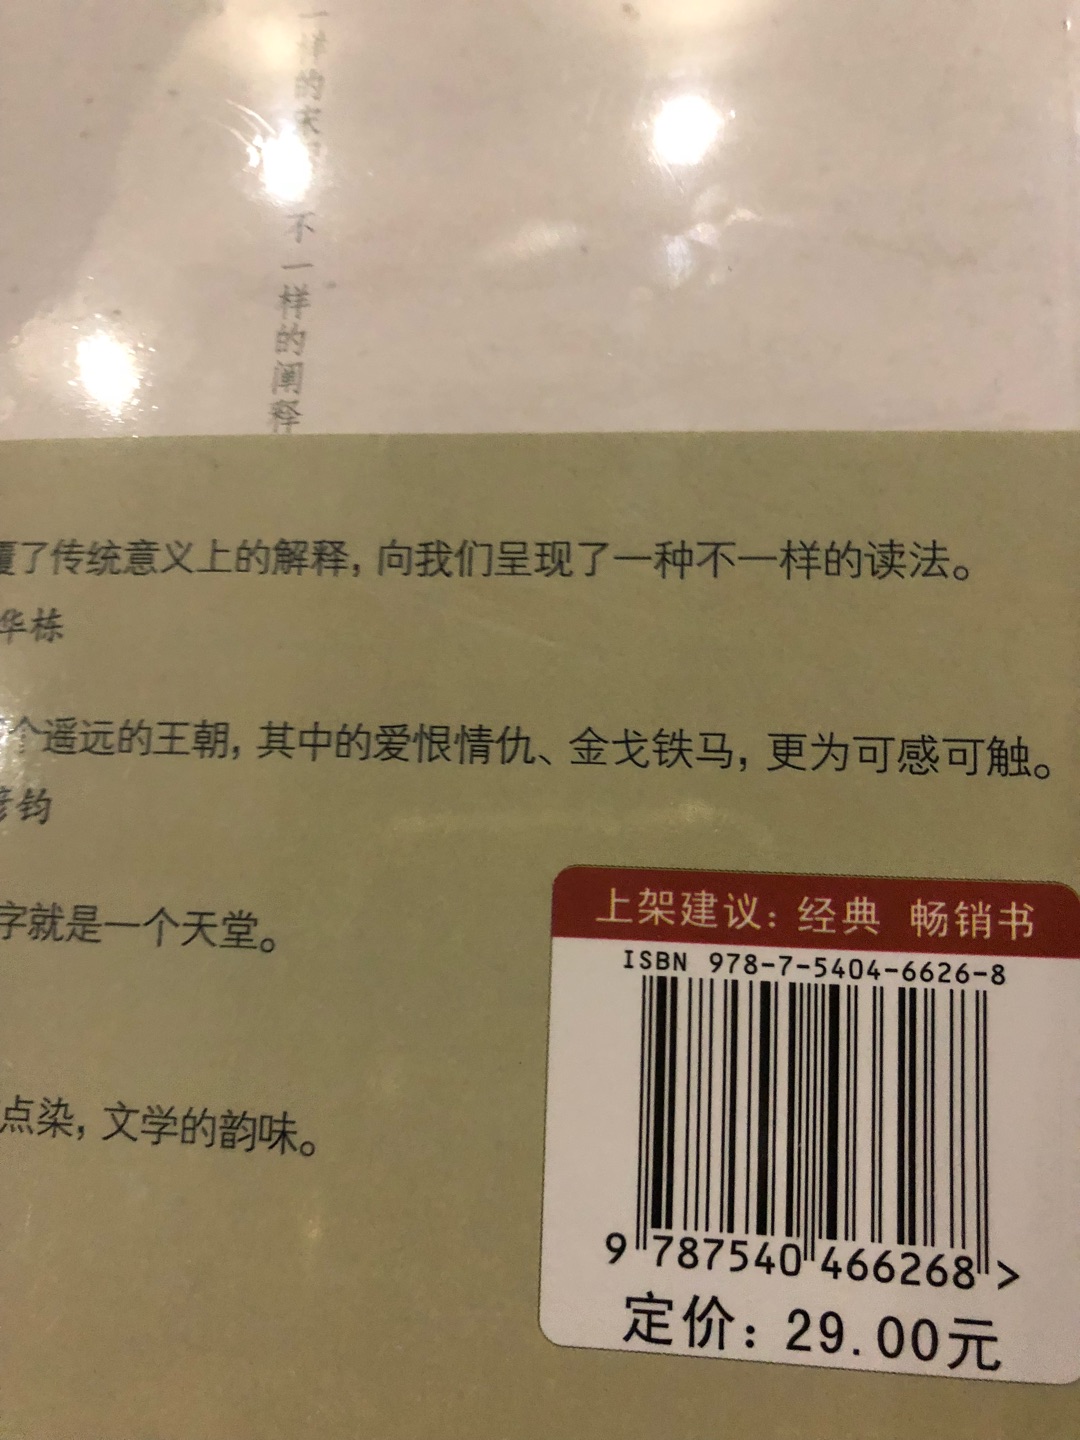 一样的宋词 不一样的阐释
覆了传统意义上的解释，向我们呈现了一种不一样的读法。
华栋
个遥远的王朝，其中的爱恨情仇、金戈铁马，更为可感可触。
彦钧
字就是一个天堂。
点染，文学的韵味。
上架建议：经典 畅销书
ISBN 978-7-5404-6626-8
9 787540 466268 >
定价：29.00元